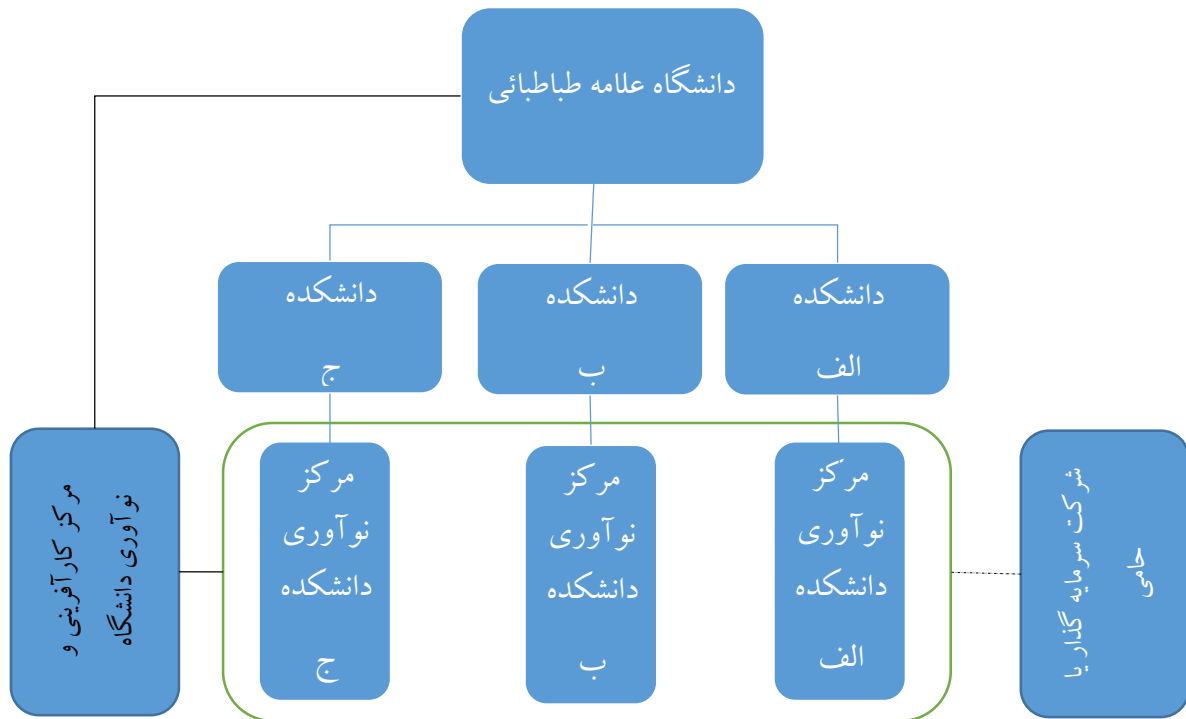 دانشگاه علامه طباطبائی
دانشکده
الف
دانشکده
ب
دانشکده
ج
شرکت سرمایه گذار یا
حامی
مرکز
نوآوری
دانشکده
الف
مرکز
نوآوری
دانشکده
ب
مرکز
نوآوری
دانشکده
ج
مرکز کارآفرینی و
نوآوری دانشگاه